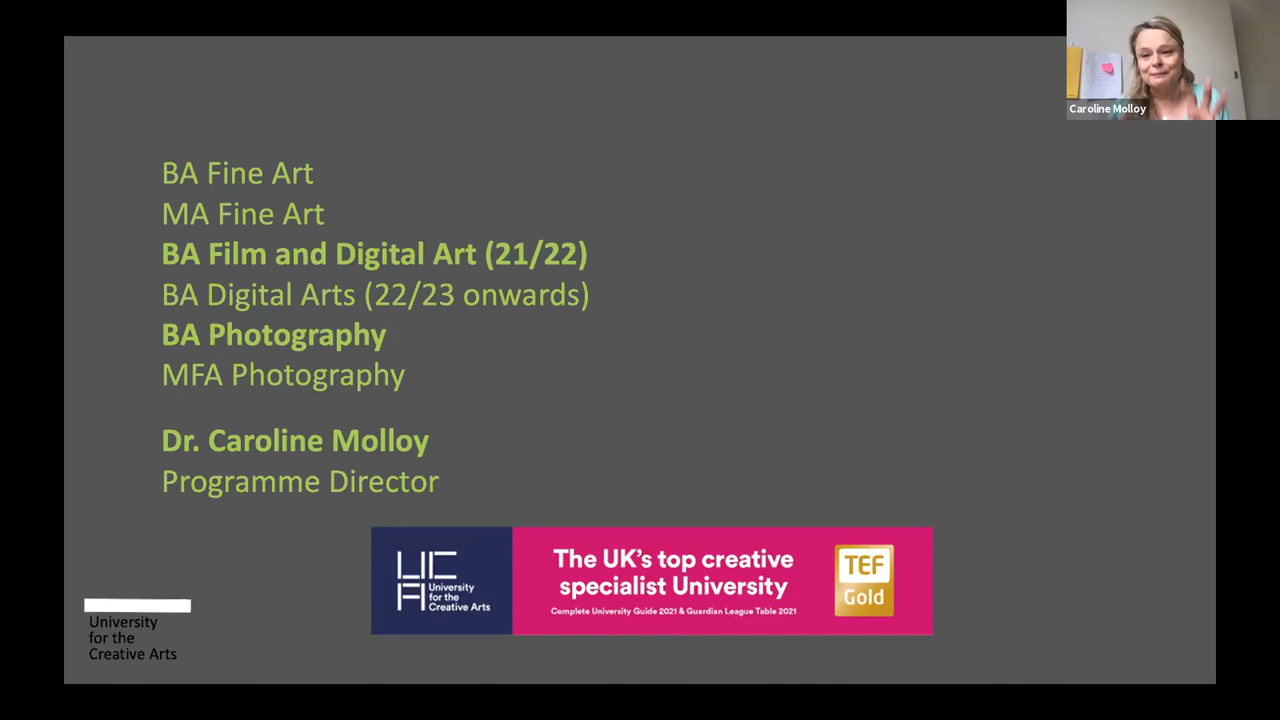 Caroline Molloy
BA Fine Art
MA Fine Art
BA Film and Digital Art (21/22)
BA Digital Arts (22/23 onwards)
BA Photography
MFA Photography
Dr. Caroline Molloy
Programme Director
UCA
University
for the
Creative Arts
The UK's top creative
specialist University
Complete University Guide 2021 & Guardian League Table 2021
TEF
Gold
University
for the
Creative Arts